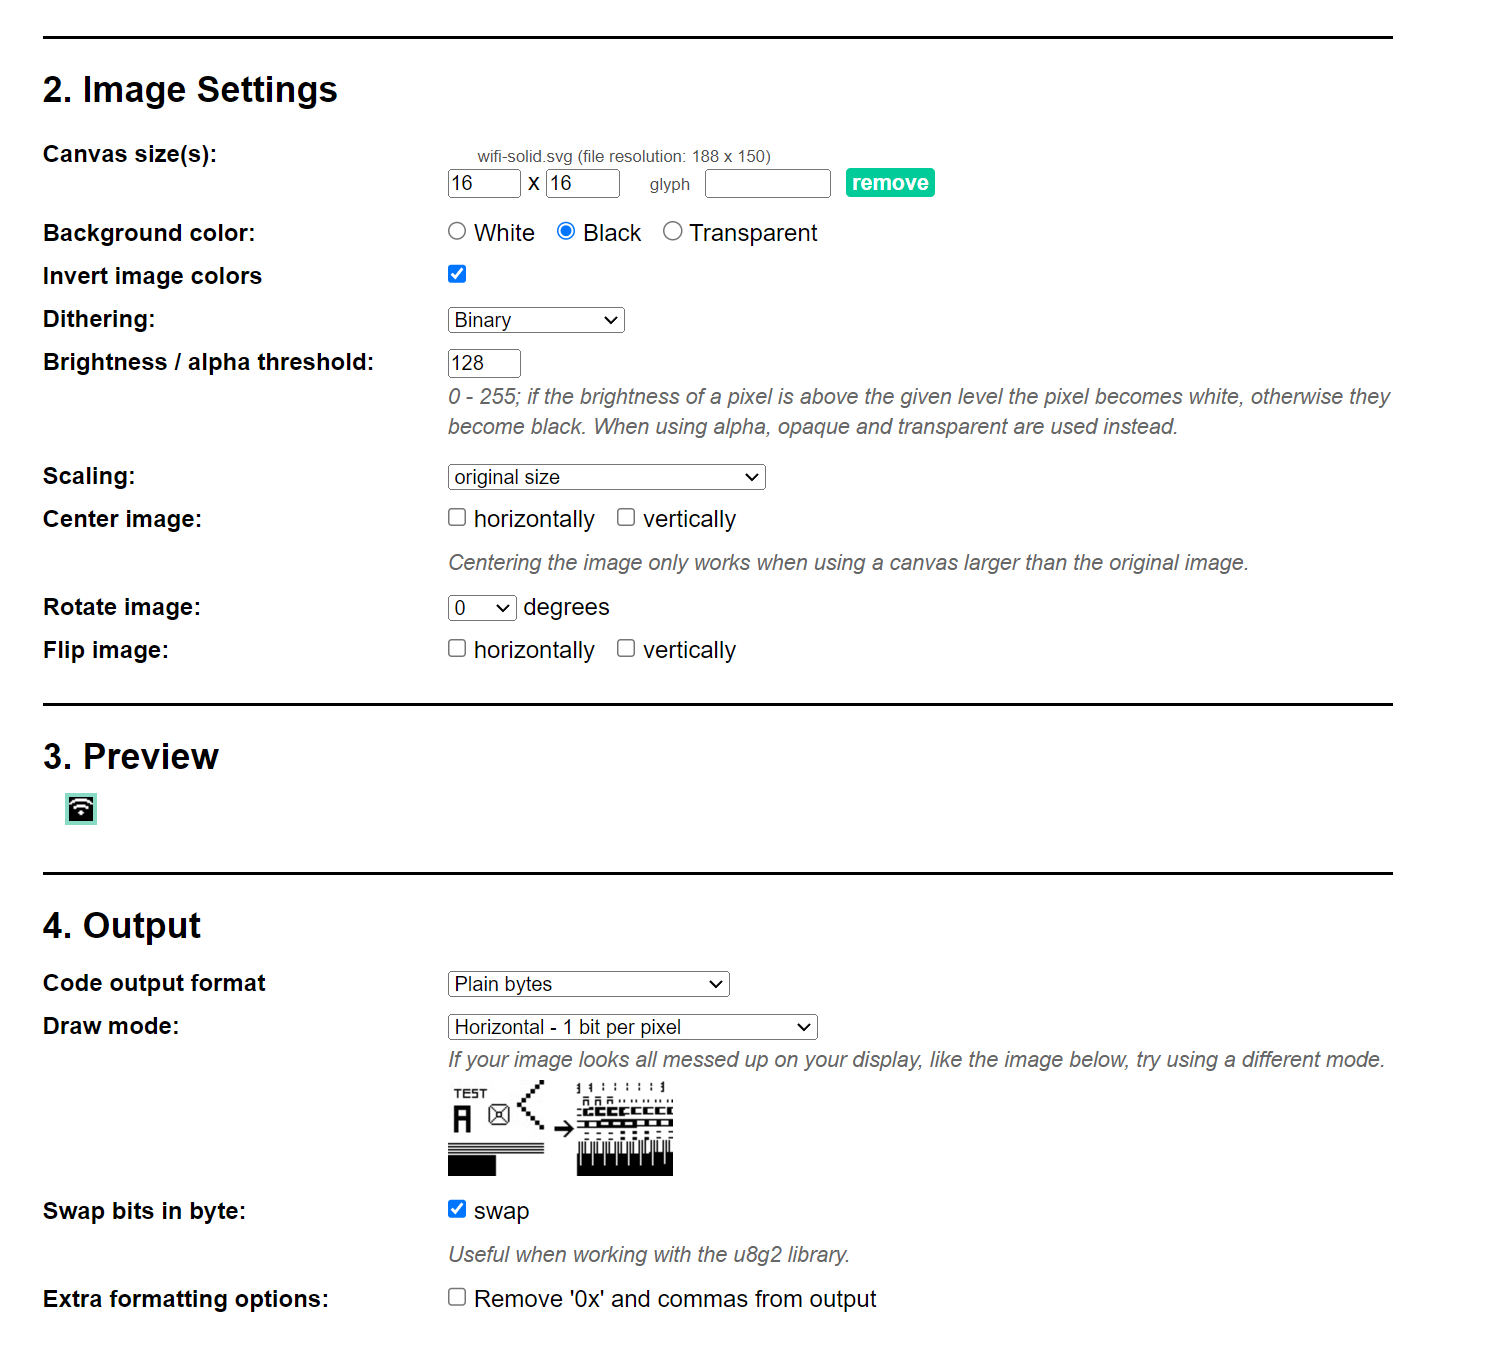 2. Image Settings
Canvas size(s):
wifi-solid.svg (file resolution: 188 x 150)
16 x 16 glyph remove
Background color: White Black Transparent
Invert image colors
Dithering: Binary
Brightness / alpha threshold: 128
0 - 255; if the brightness of a pixel is above the given level the pixel becomes white, otherwise they
become black. When using alpha, opaque and transparent are used instead.
Scaling: original size
Center image: horizontally vertically
Centering the image only works when using a canvas larger than the original image.
Rotate image: 0 degrees
Flip image: horizontally vertically
3. Preview
4. Output
Code output format Plain bytes
Draw mode: Horizontal - 1 bit per pixel
If your image looks all messed up on your display, like the image below, try using a different mode.
TEST
A
Swap bits in byte: swap
Useful when working with the u8g2 library.
Extra formatting options: Remove '0x' and commas from output